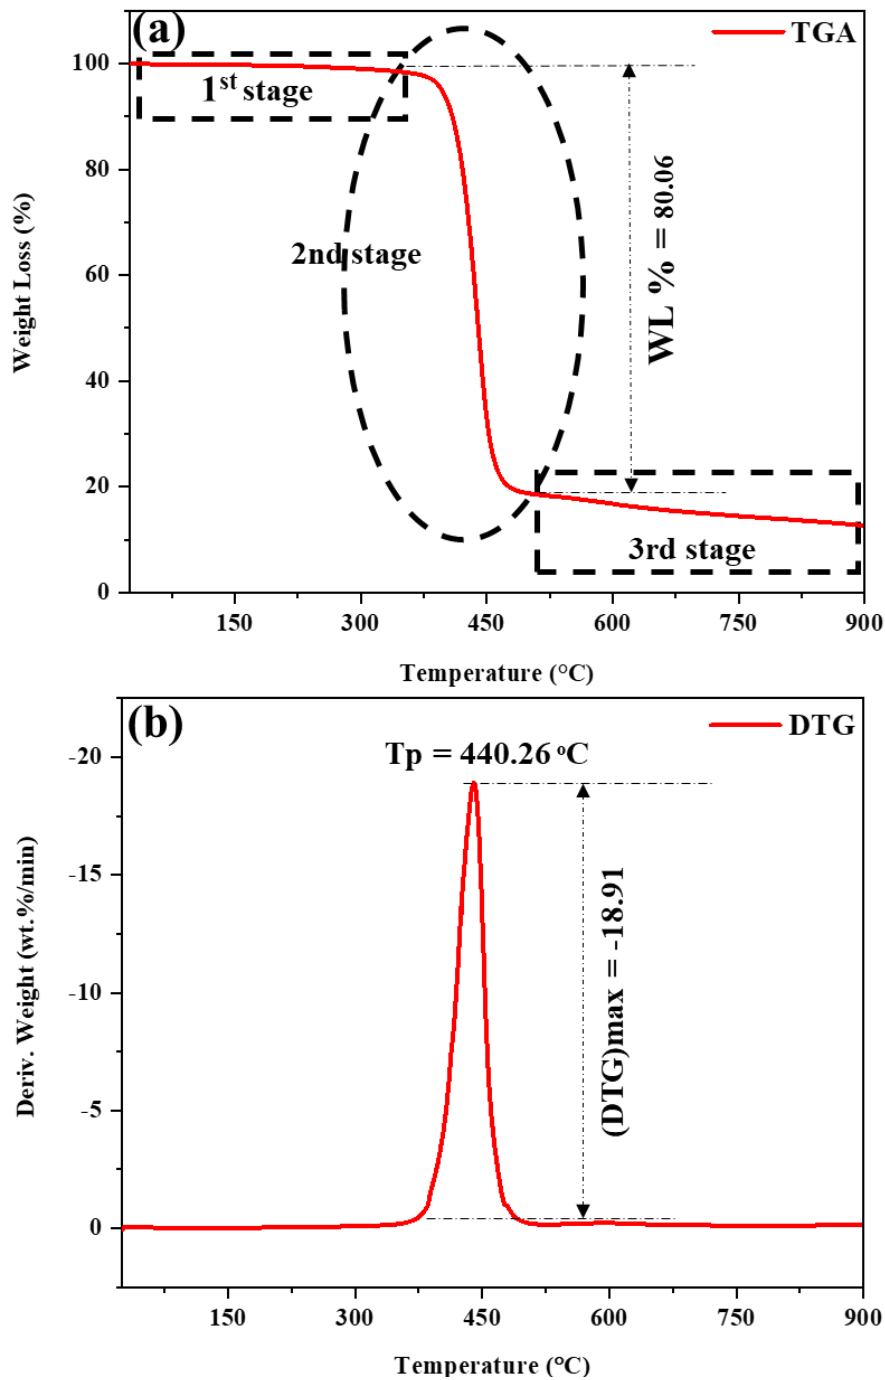 (a)
TGA
100
80
60
40
20
0
Weight Loss (%)
1st stage
2nd stage
3rd stage
WL % = 80.06
150 300 450 600 750 900
Temperature (°C)
(b)
DTG
Tp = 440.26 °C
-20
-15
-10
-5
0
Deriv. Weight (wt.%/min)
(DTG)max = -18.91
150 300 450 600 750 900
Temperature (°C)